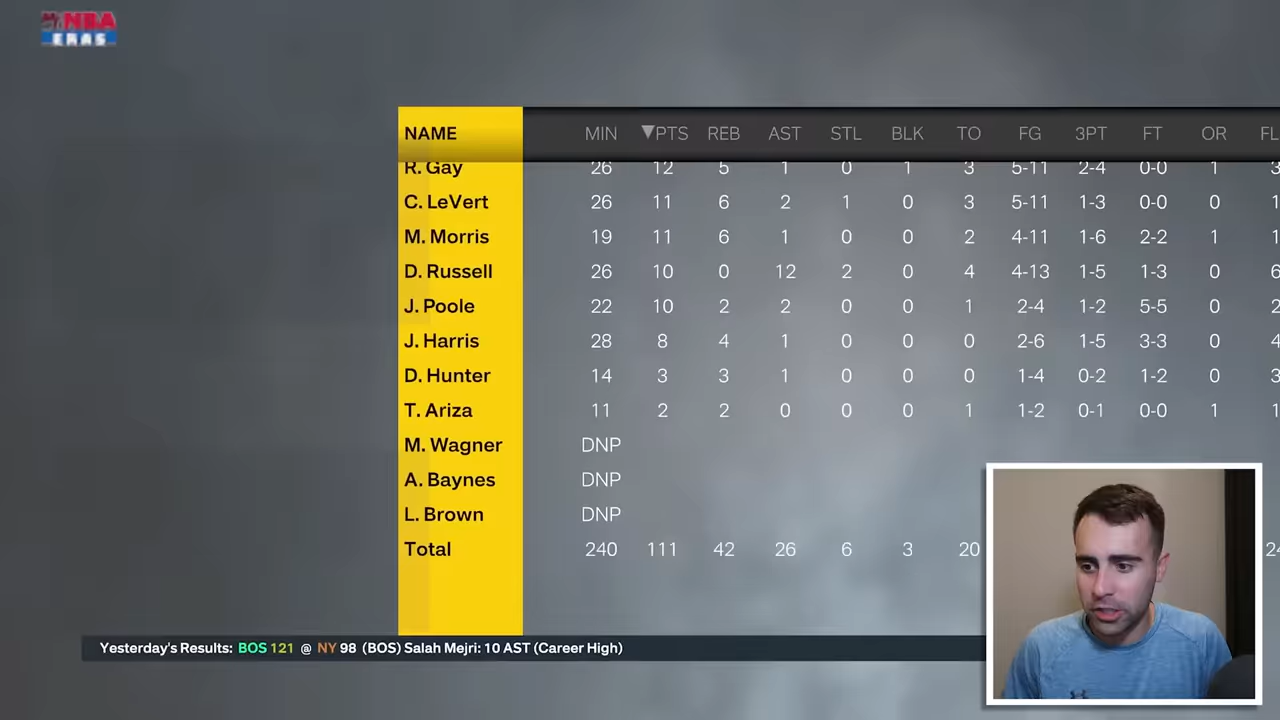 NBA
ERAS
NAME MIN ▼PTS REB AST STL BLK TO FG 3PT FT OR
R. Gay 26 12 5 1 0 1 3 5-11 2-4 0-0 1 3
C. LeVert 26 11 6 2 1 0 3 5-11 1-3 0-0 0 1
M. Morris 19 11 6 1 0 0 2 4-11 1-6 2-2 1 1
D. Russell 26 10 0 12 2 0 4 4-13 1-5 1-3 0 6
J. Poole 22 10 2 2 0 0 1 2-4 1-2 5-5 0 2
J. Harris 28 8 4 1 0 0 0 2-6 1-5 3-3 0 4
D. Hunter 14 3 3 1 0 0 0 1-4 0-2 1-2 0 3
T. Ariza 11 2 2 0 0 0 1 1-2 0-1 0-0 1 1
M. Wagner DNP
A. Baynes DNP
L. Brown DNP
Total 240 111 42 26 6 3 20
Yesterday's Results: BOS 121 @ NY 98 (BOS) Salah Mejri: 10 AST (Career High)